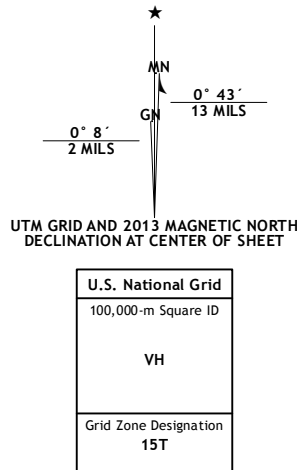 ★
MN
0° 43´
13 MILS
GN
0° 8´
2 MILS
UTM GRID AND 2013 MAGNETIC NORTH
DECLINATION AT CENTER OF SHEET
U.S. National Grid
100,000-m Square ID
VH
Grid Zone Designation
15T